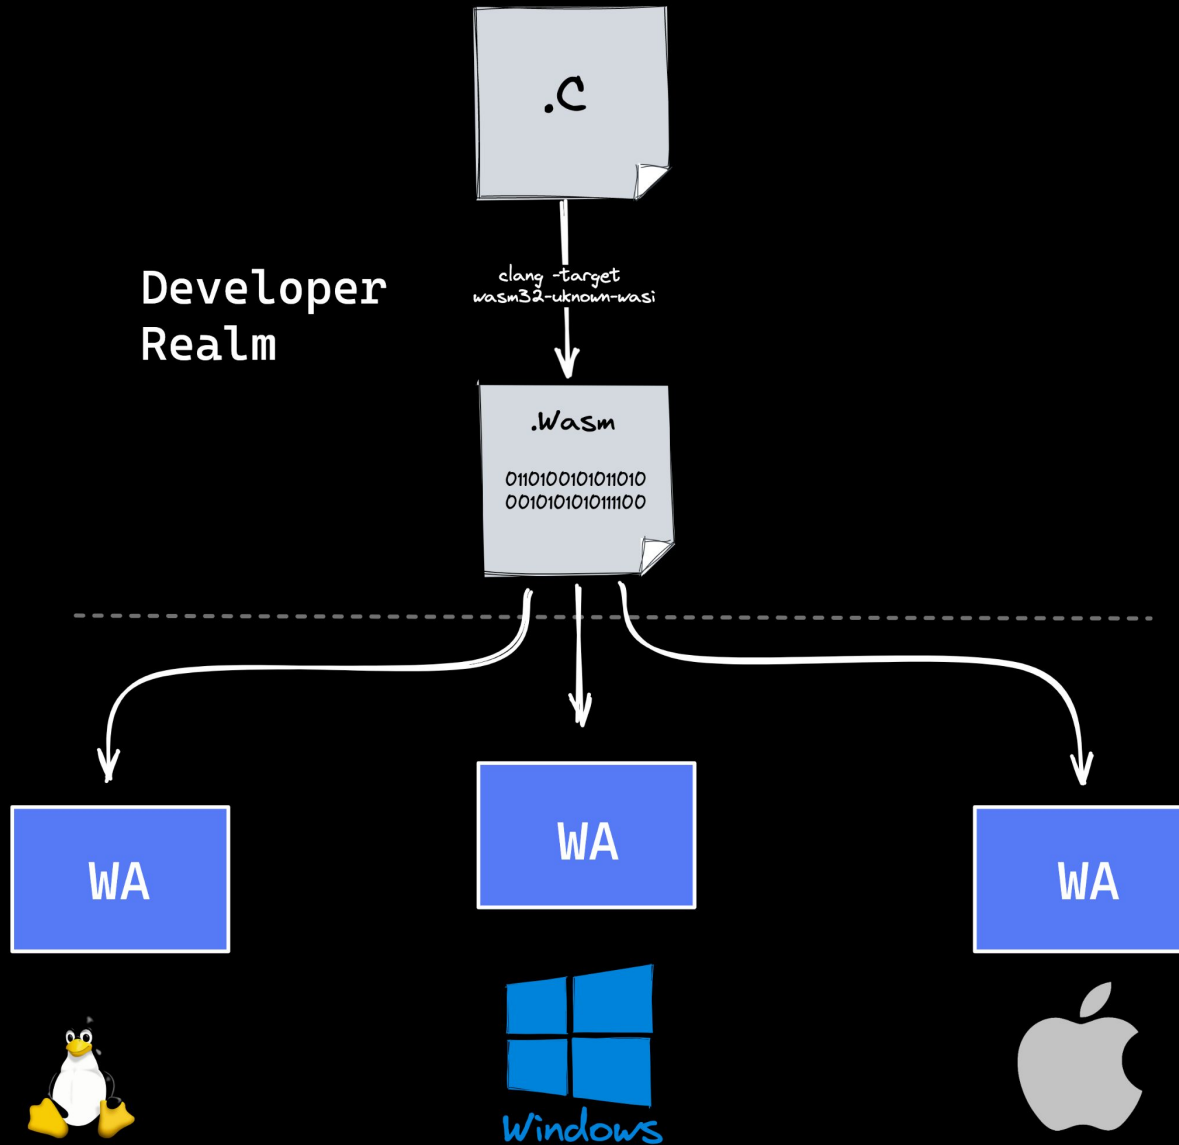 .C
clang -target
wasm32-uknown-wasi
Developer
Realm
.Wasm
0110100101011010
0010101010111100
WA
WA
WA
Windows